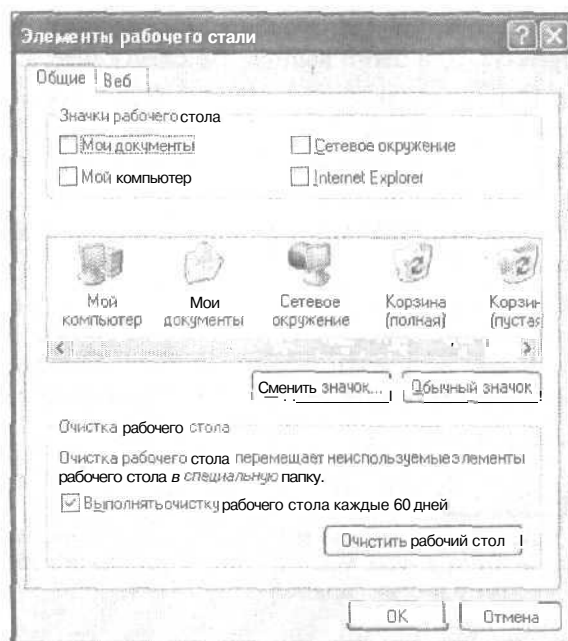 Элементы рабочего стали
Общие Веб
Значки рабочего стола
Мои документы Сетевое окружение
Мой компьютер Internet Explorer
Мой Мои Сетевое Корзина Корзин
компьютер документы окружение (полная) (пустая
Сменить значок... Обычный значок
Очистка рабочего стола
Очистка рабочего стола перемещает неиспользуемые элементы
рабочего стола в специальную папку.
Выполнять очистку рабочего стола каждые 60 дней
Очистить рабочий стол
OK Отмена